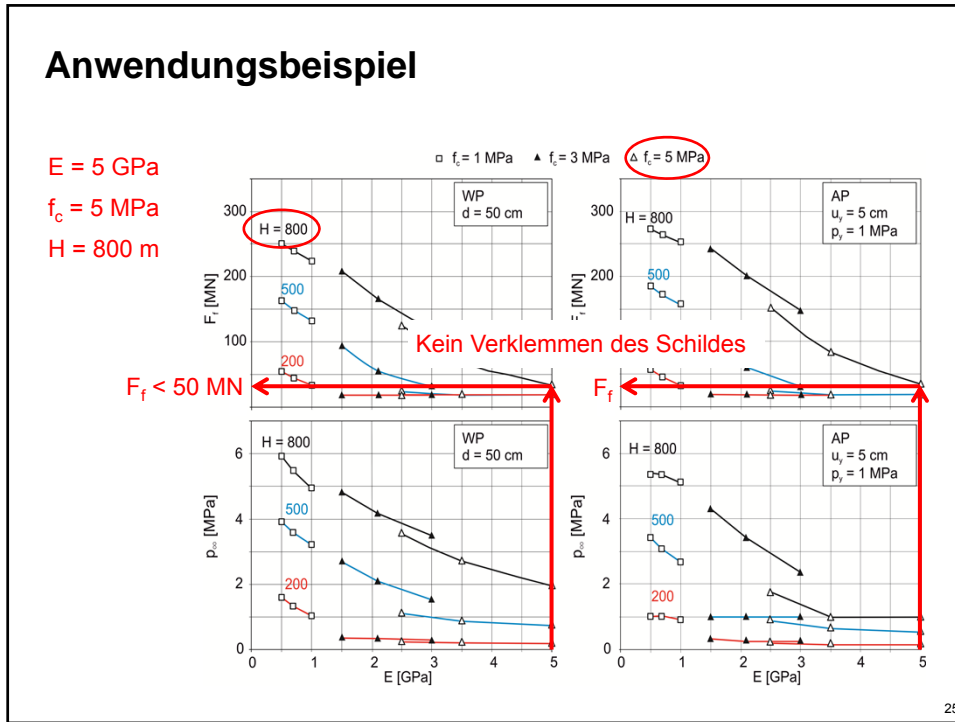 Anwendungsbeispiel
E = 5 GPa
f_c = 5 MPa
H = 800 m
□ f_c = 1 MPa ▲ f_c = 3 MPa △ f_c = 5 MPa
F_f [MN]
300
200
100
H = 800
500
200
WP
d = 50 cm
300
200
H = 800
500
AP
u_y = 5 cm
p_y = 1 MPa
Kein Verklemmen des Schildes
F_f < 50 MN
F_f
p_∞ [MPa]
6
4
2
0
H = 800
500
200
WP
d = 50 cm
0 1 2 3 4 5
E [GPa]
p_∞ [MPa]
6
4
2
0
H = 800
500
200
AP
u_y = 5 cm
p_y = 1 MPa
0 1 2 3 4 5
E [GPa]
25